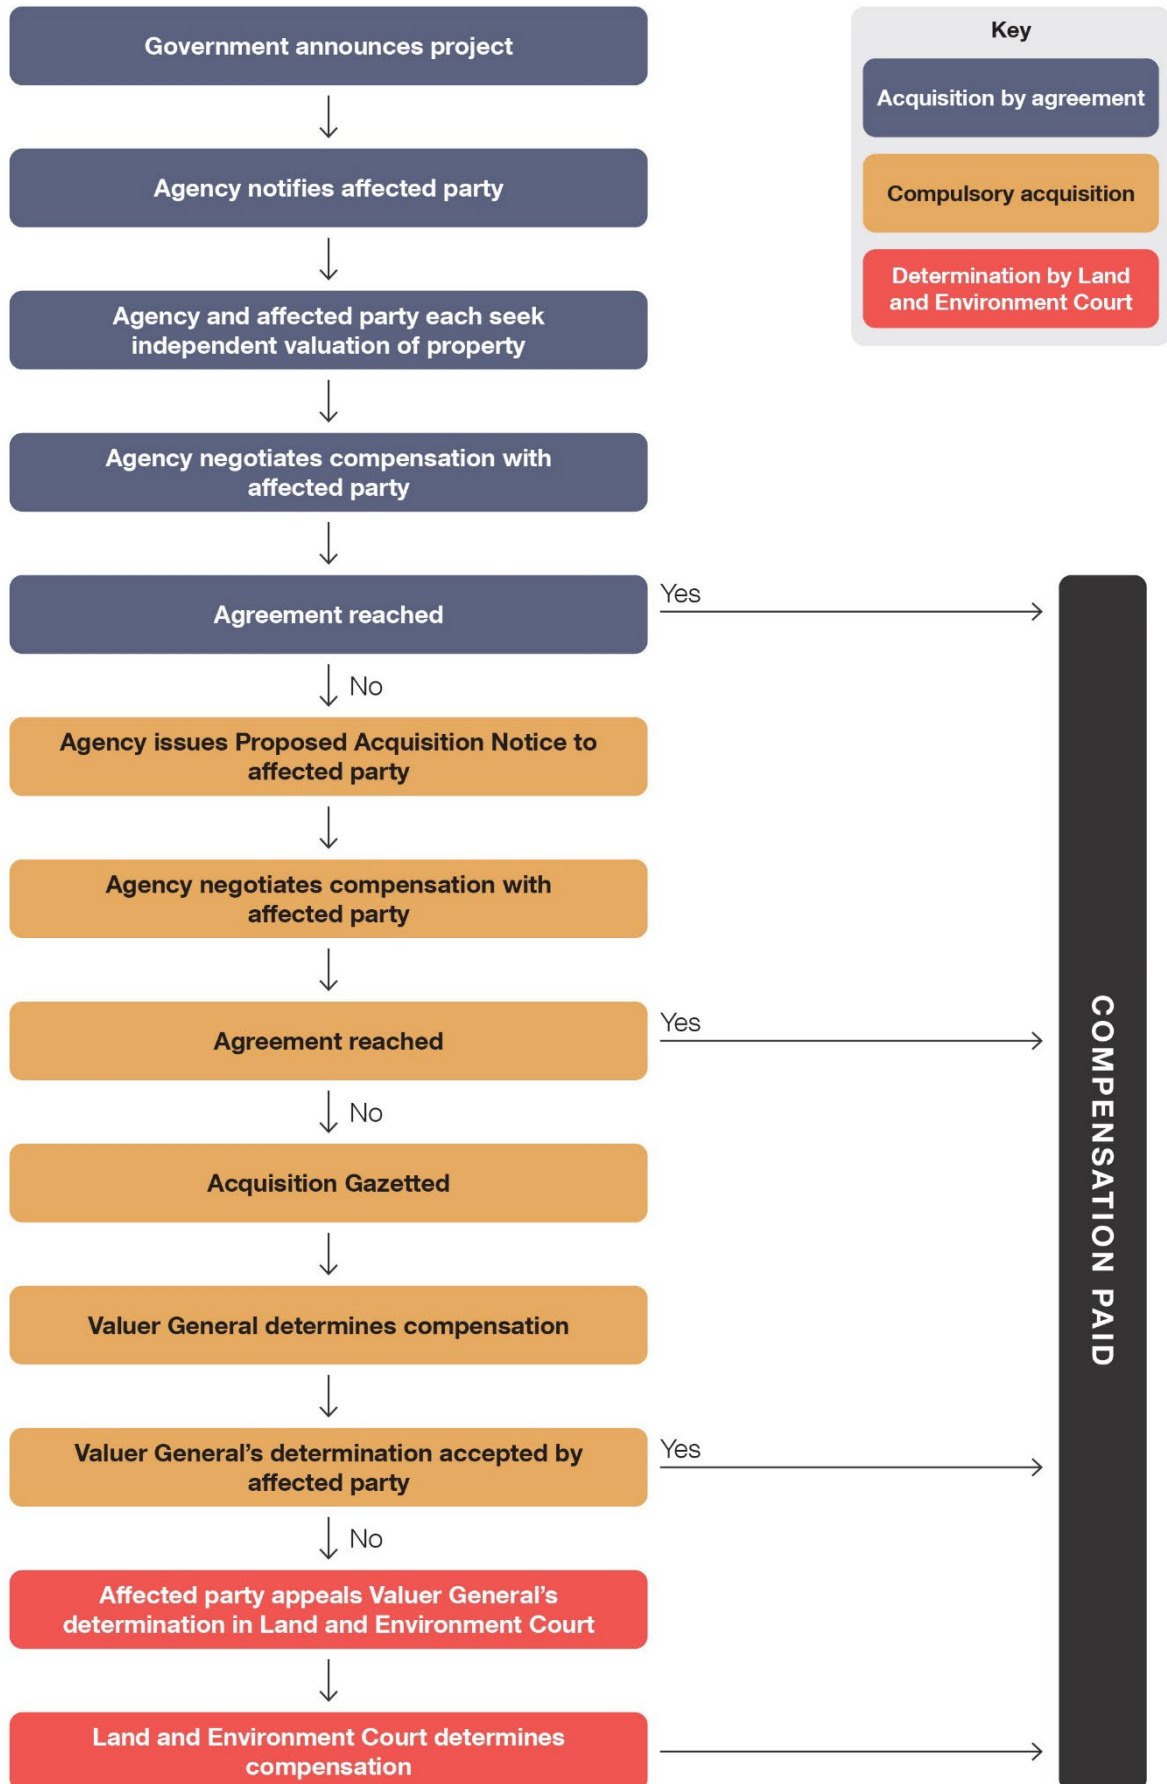 Government announces project
Key
Acquisition by agreement
Compulsory acquisition
Determination by Land
and Environment Court
Agency notifies affected party
Agency and affected party each seek
independent valuation of property
Agency negotiates compensation with
affected party
Agreement reached
Yes
No
Agency issues Proposed Acquisition Notice to
affected party
Agency negotiates compensation with
affected party
Agreement reached
Yes
No
Acquisition Gazetted
Valuer General determines compensation
Valuer General’s determination accepted by
affected party
Yes
No
Affected party appeals Valuer General’s
determination in Land and Environment Court
Land and Environment Court determines
compensation
COMPENSATION PAID